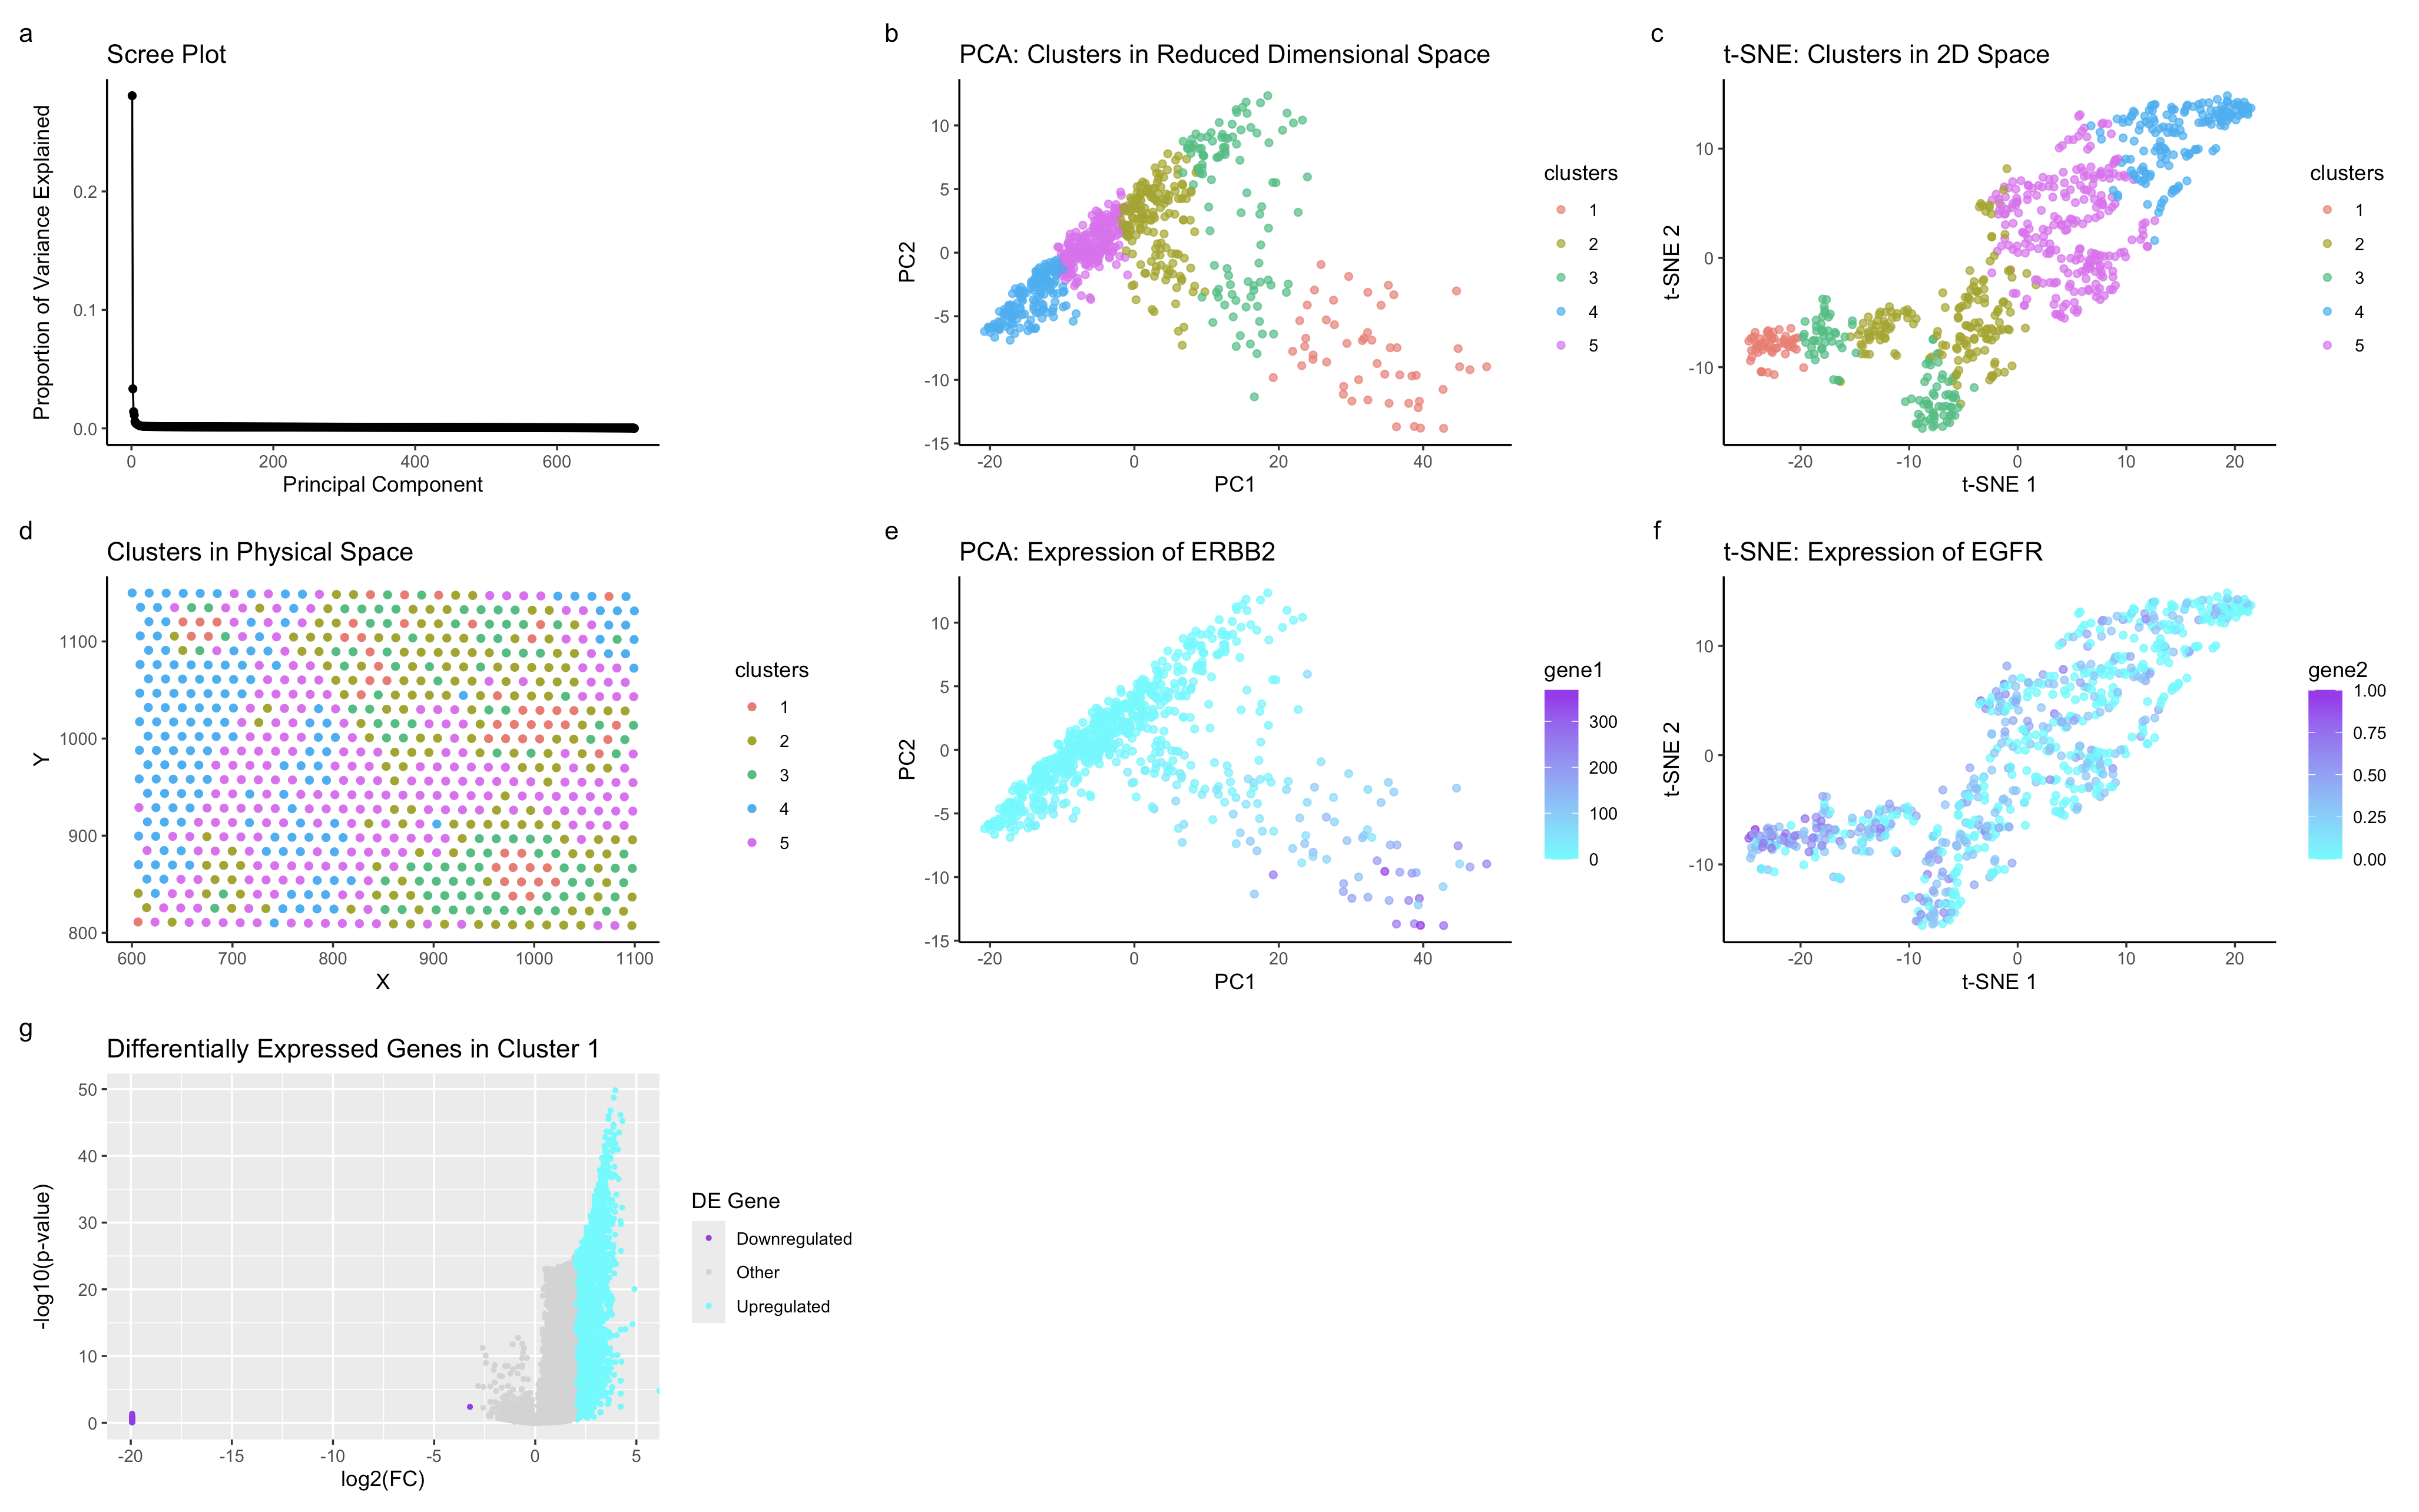 a
Scree Plot
Proportion of Variance Explained
0.2
0.1
0.0
0 200 400 600
Principal Component
b
PCA: Clusters in Reduced Dimensional Space
PC2
10
5
0
-5
-10
-15
-20 0 20 40
PC1
clusters
1
2
3
4
5
c
t-SNE: Clusters in 2D Space
t-SNE 2
10
0
-10
-20 -10 0 10 20
t-SNE 1
clusters
1
2
3
4
5
d
Clusters in Physical Space
Y
1100
1000
900
800
600 700 800 900 1000 1100
X
clusters
1
2
3
4
5
e
PCA: Expression of ERBB2
PC2
10
5
0
-5
-10
-15
-20 0 20 40
PC1
gene1
300
200
100
0
f
t-SNE: Expression of EGFR
t-SNE 2
10
0
-10
-20 -10 0 10 20
t-SNE 1
gene2
1.00
0.75
0.50
0.25
0.00
g
Differentially Expressed Genes in Cluster 1
-log10(p-value)
50
40
30
20
10
0
-20 -15 -10 -5 0 5
log2(FC)
DE Gene
Downregulated
Other
Upregulated